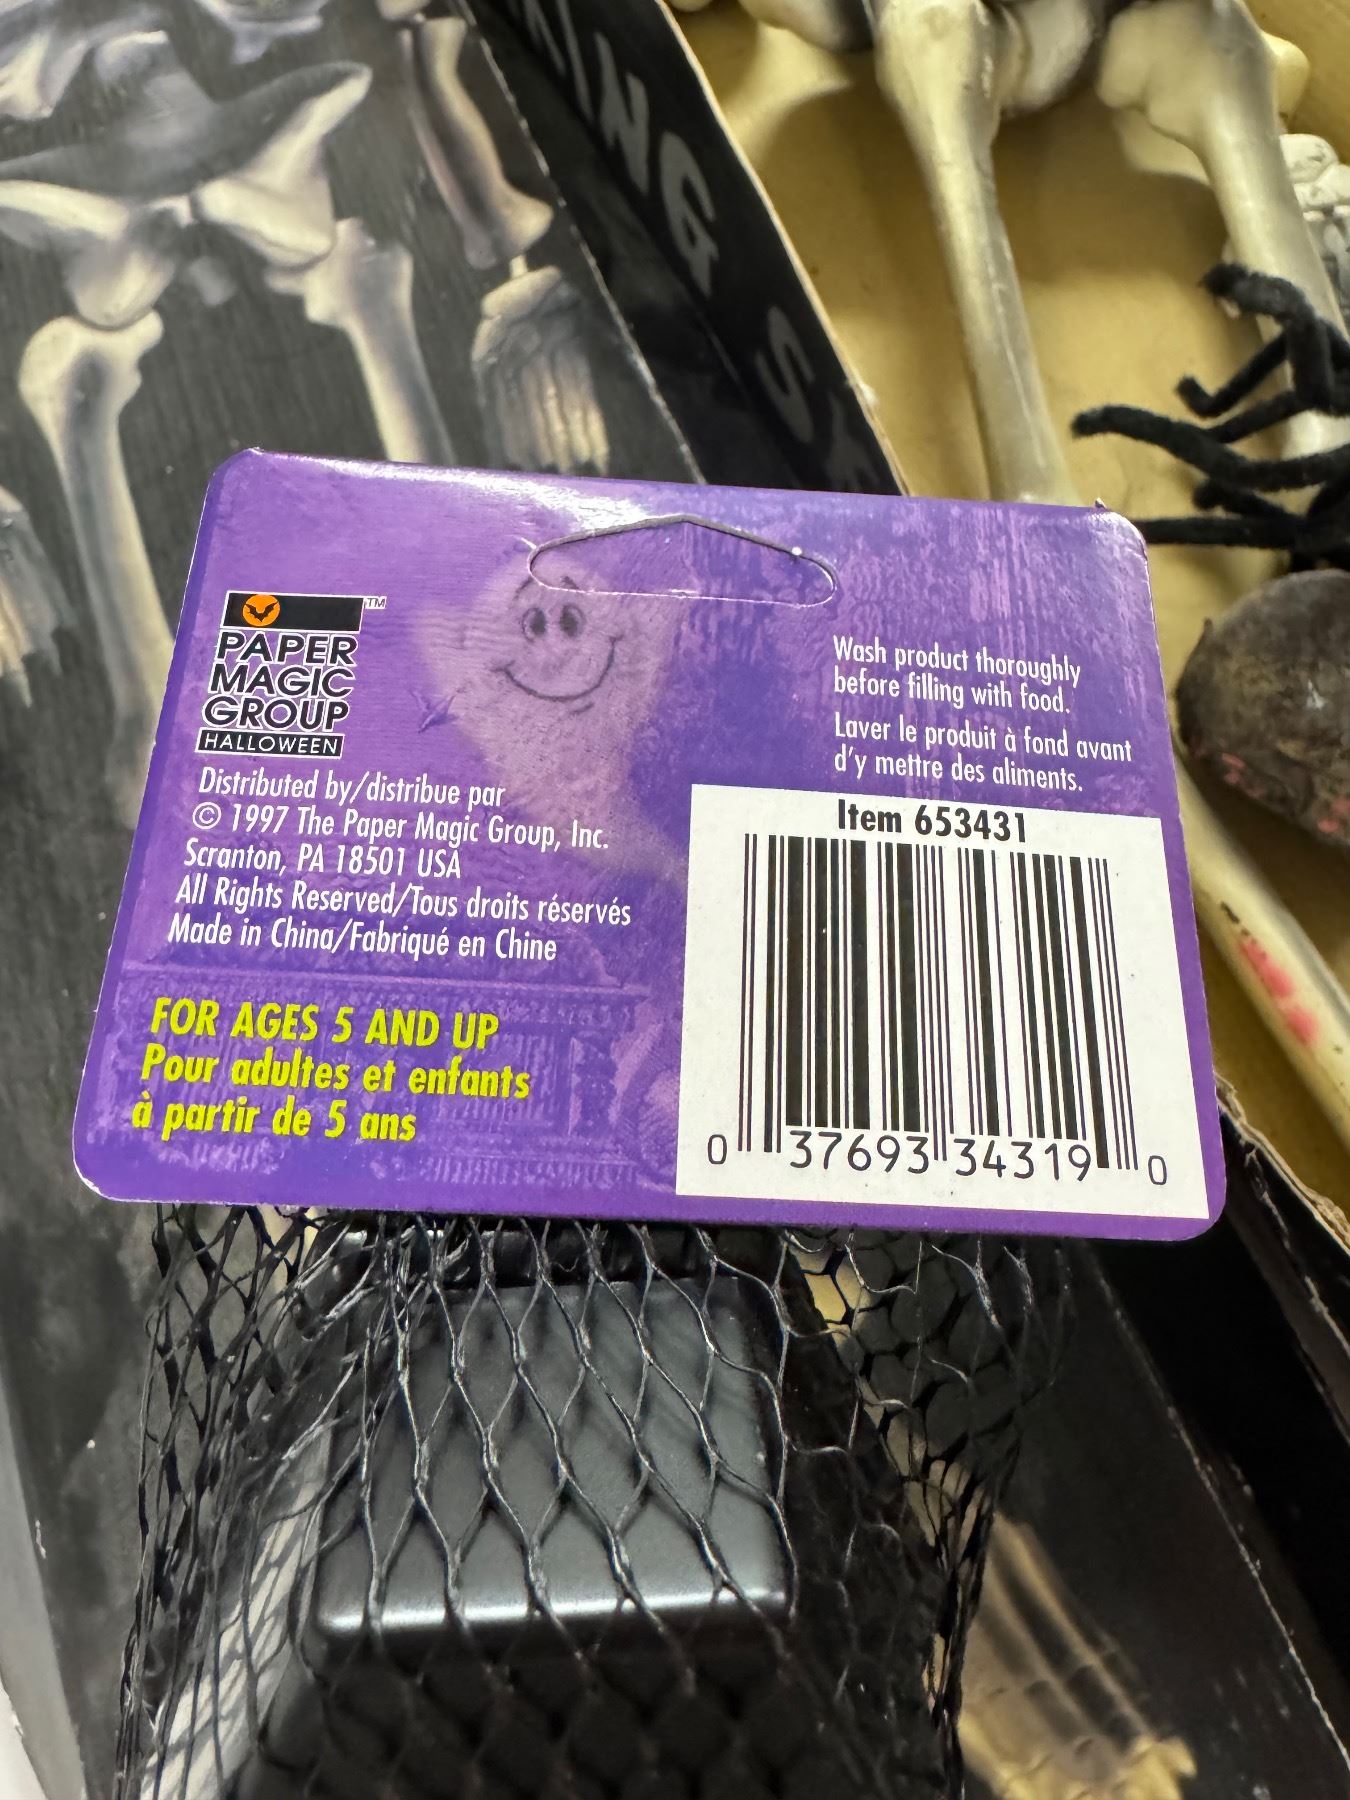 KING S
PAPER
MAGIC
GROUP
HALLOWEEN
TM
Distributed by/distribue par
© 1997 The Paper Magic Group, Inc.
Scranton, PA 18501 USA
All Rights Reserved/Tous droits réservés
Made in China/Fabriqué en Chine
FOR AGES 5 AND UP
Pour adultes et enfants
à partir de 5 ans
Wash product thoroughly
before filling with food.
Laver le produit à fond avant
d'y mettre des aliments.
Item 653431
0 37693 34319 0